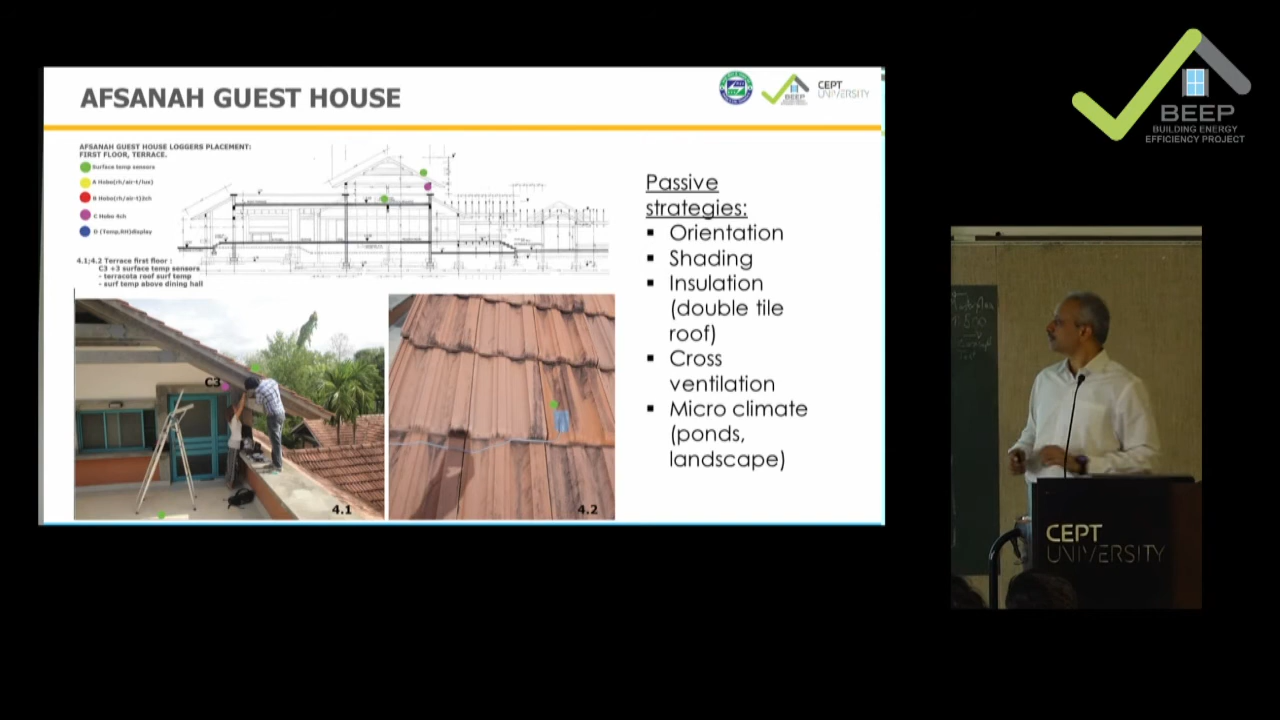 AFSANAH GUEST HOUSE
CEPT
UNIVERSITY
BEEP
BEEP
BUILDING ENERGY
EFFICIENCY PROJECT
AFSANAH GUEST HOUSE LOGGERS PLACEMENT:
FIRST FLOOR, TERRACE.
Surface temp sensors
A Hobo(rh/air-t/lux)
B Hobo(rh/air-t)2ch
C Hobo 4ch
D (Temp,RH)display
4.1;4.2 Terrace first floor :
C3 +3 surface temp sensors
- terracota roof surf temp
- surf temp above dining hall
C3
4.1
4.2
Passive
strategies:
Orientation
Shading
Insulation
(double tile
roof)
Cross
ventilation
Micro climate
(ponds,
landscape)
CEPT
UNIVERSITY